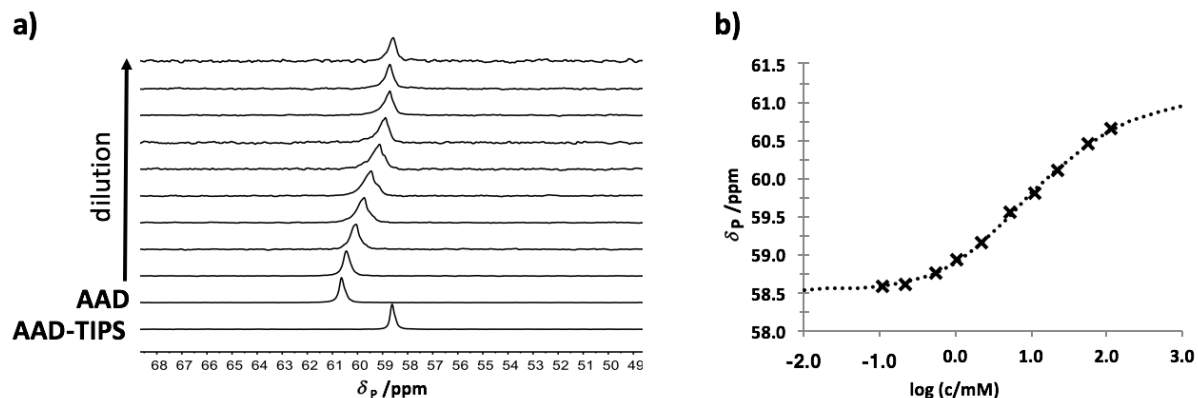 a)
dilution
AAD
AAD-TIPS
68 67 66 65 64 63 62 61 60 59 58 57 56 55 54 53 52 51 50 49
δP /ppm
b)
δP /ppm
61.5
61.0
60.5
60.0
59.5
59.0
58.5
58.0
-2.0 -1.0 0.0 1.0 2.0 3.0
log (c/mM)